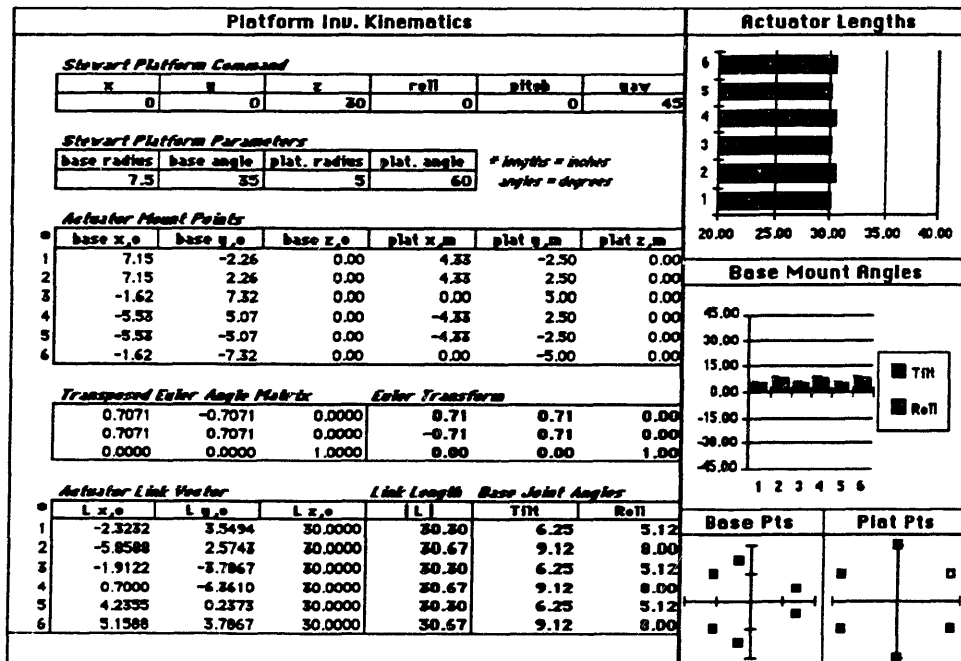 Platform Inv. Kinematics
Stewart Platform Command
x y z roll pitch yaw
0 0 30 0 0 45
Stewart Platform Parameters
base radius base angle plat. radius plat. angle
7.5 35 5 60
* lengths = inches
angles = degrees
Actuator Mount Points
# base x,o base y,o base z,o plat x,m plat y,m plat z,m
1 7.15 -2.26 0.00 4.33 -2.50 0.00
2 7.15 2.26 0.00 4.33 2.50 0.00
3 -1.62 7.32 0.00 0.00 5.00 0.00
4 -5.53 5.07 0.00 -4.33 2.50 0.00
5 -5.53 -5.07 0.00 -4.33 -2.50 0.00
6 -1.62 -7.32 0.00 0.00 -5.00 0.00
Transposed Euler Angle Matrix Euler Transform
0.7071 -0.7071 0.0000 0.71 0.71 0.00
0.7071 0.7071 0.0000 -0.71 0.71 0.00
0.0000 0.0000 1.0000 0.00 0.00 1.00
Actuator Link Vector Link Length Base Joint Angles
# L x,o L y,o L z,o |L| Tilt Roll
1 -2.3232 3.5494 30.0000 30.30 6.25 5.12
2 -5.8588 2.5743 30.0000 30.67 9.12 8.00
3 -1.9122 -3.7867 30.0000 30.30 6.25 5.12
4 0.7000 -6.3610 30.0000 30.67 9.12 8.00
5 4.2355 0.2373 30.0000 30.30 6.25 5.12
6 5.1588 3.7867 30.0000 30.67 9.12 8.00
Actuator Lengths
6
5
4
3
2
1
20.00 25.00 30.00 35.00 40.00
Base Mount Angles
45.00
30.00
15.00
0.00
-15.00
-30.00
-45.00
1 2 3 4 5 6
Tilt
Roll
Base Pts
Plat Pts